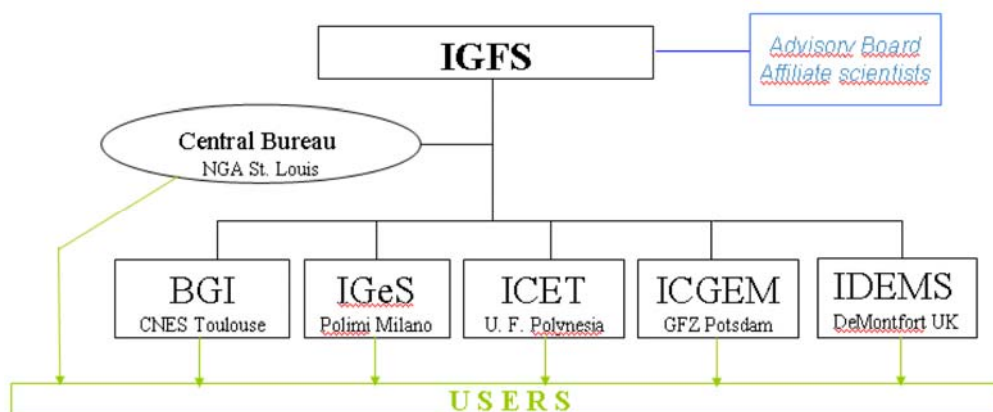 IGFS
Advisory Board
Affiliate scientists
Central Bureau
NGA St. Louis
BGI
CNES Toulouse
IGeS
Polimi Milano
ICET
U. F. Polynesia
ICGEM
GFZ Potsdam
IDEMS
DeMontfort UK
USERS